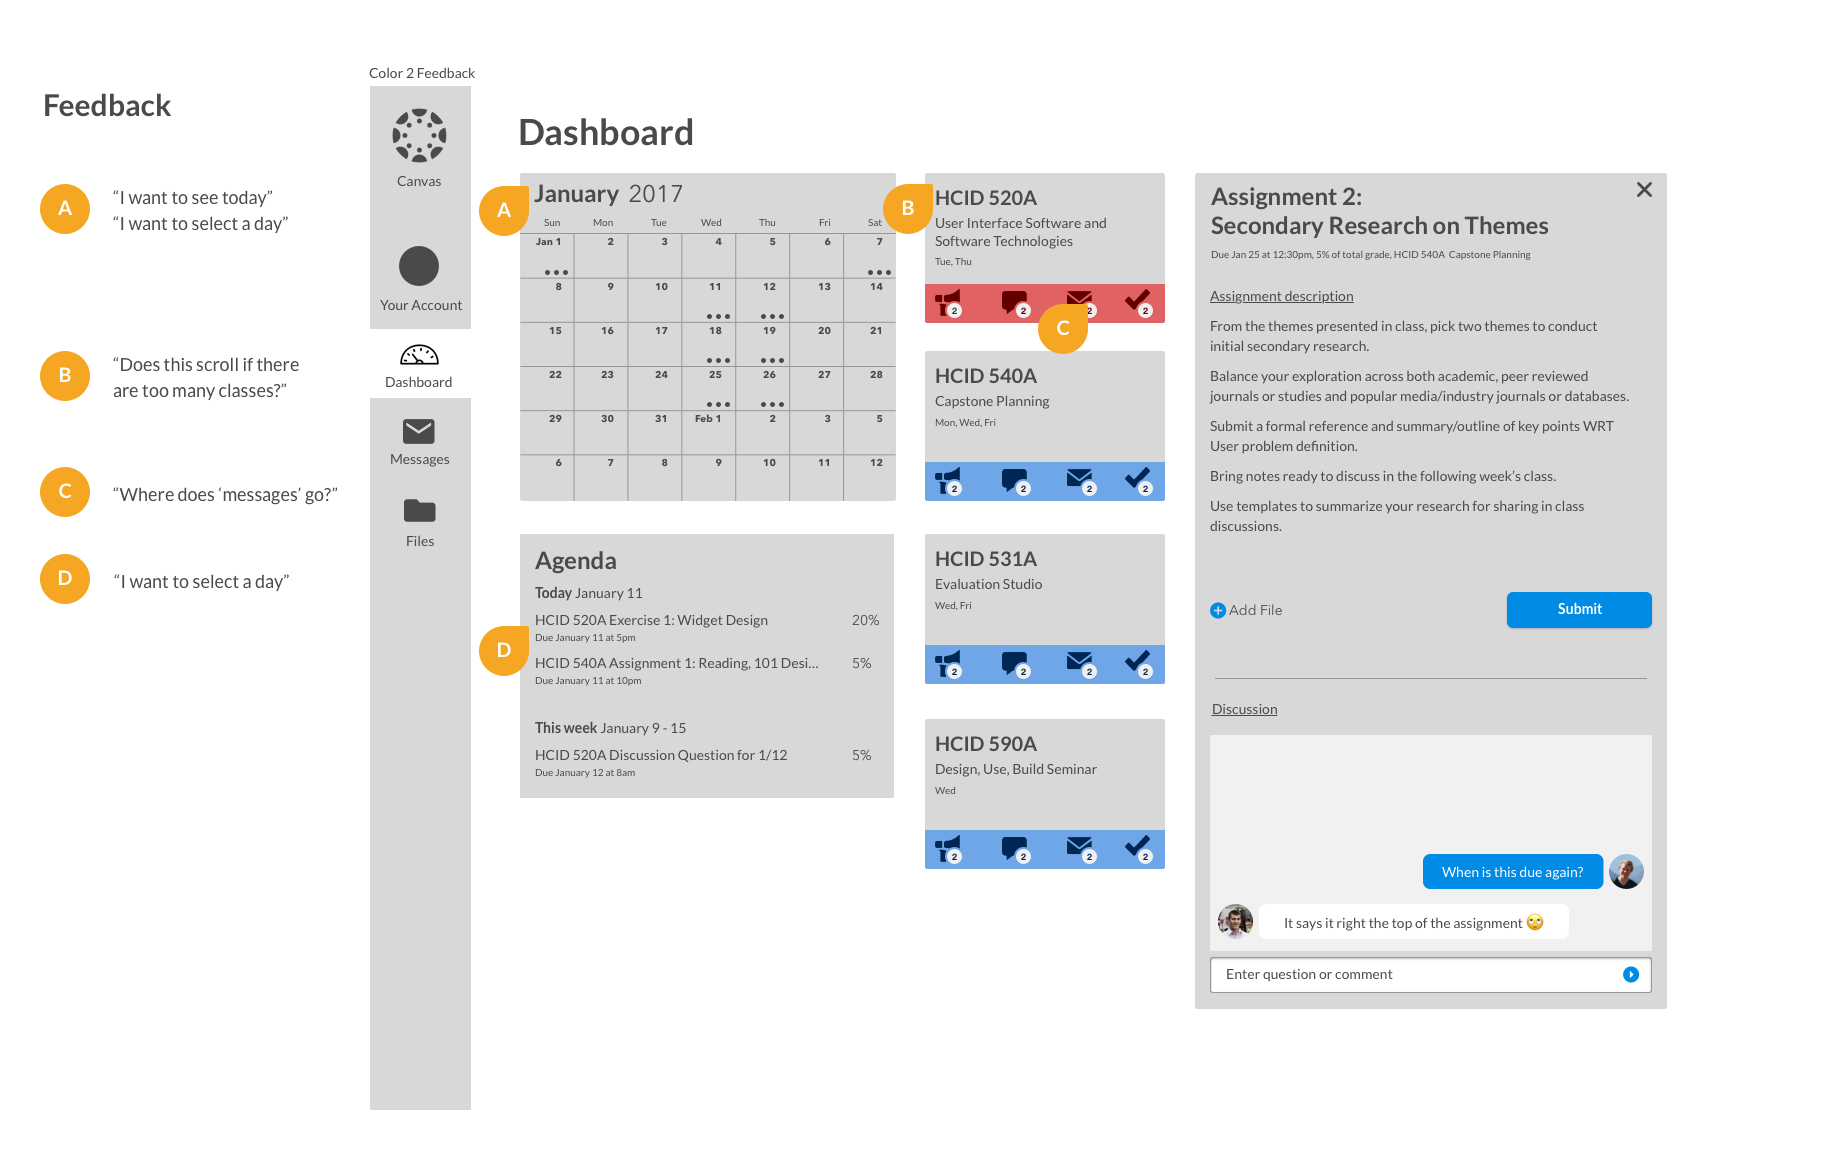 Color 2 Feedback
Feedback
A
“I want to see today”
“I want to select a day”
B
“Does this scroll if there
are too many classes?”
C
“Where does ‘messages’ go?”
D
“I want to select a day”
Canvas
Your Account
Dashboard
Messages
Files
Dashboard
A
January 2017
Sun Mon Tue Wed Thu Fri Sat
Jan 1 2 3 4 5 6 7
8 9 10 11 12 13 14
15 16 17 18 19 20 21
22 23 24 25 26 27 28
29 30 31 Feb 1 2 3 5
6 7 8 9 10 11 12
D
Agenda
Today January 11
HCID 520A Exercise 1: Widget Design 20%
Due January 11 at 5pm
HCID 540A Assignment 1: Reading, 101 Desi... 5%
Due January 11 at 10pm
This week January 9 - 15
HCID 520A Discussion Question for 1/12 5%
Due January 12 at 8am
B
HCID 520A
User Interface Software and
Software Technologies
Tue, Thu
2 2 2 2
C
HCID 540A
Capstone Planning
Mon, Wed, Fri
2 2 2 2
HCID 531A
Evaluation Studio
Wed, Fri
2 2 2 2
HCID 590A
Design, Use, Build Seminar
Wed
2 2 2 2
Assignment 2:
Secondary Research on Themes
Due Jan 25 at 12:30pm, 5% of total grade, HCID 540A Capstone Planning
Assignment description
From the themes presented in class, pick two themes to conduct
initial secondary research.
Balance your exploration across both academic, peer reviewed
journals or studies and popular media/industry journals or databases.
Submit a formal reference and summary/outline of key points WRT
User problem definition.
Bring notes ready to discuss in the following week’s class.
Use templates to summarize your research for sharing in class
discussions.
Add File
Submit
Discussion
When is this due again?
It says it right the top of the assignment 🙄
Enter question or comment